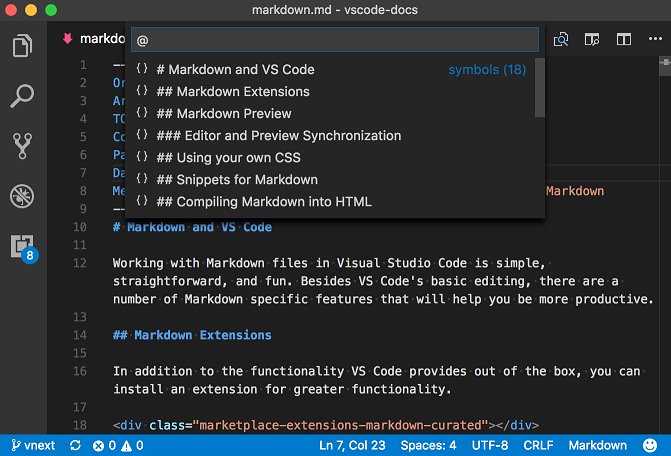 markdown.md - vscode-docs
markdo
@
{ } # Markdown and VS Code symbols (18)
{ } ## Markdown Extensions
{ } ## Markdown Preview
{ } ### Editor and Preview Synchronization
{ } ## Using your own CSS
{ } ## Snippets for Markdown
{ } ## Compiling Markdown into HTML
1 --
2 Or
3 Ar
4 TO
5 Co
6 Pa
7 Da
8 Me Markdown
9 --
10 # Markdown and VS Code
11
12 Working with Markdown files in Visual Studio Code is simple,
straightforward, and fun. Besides VS Code's basic editing, there are a
number of Markdown specific features that will help you be more productive.
13
14 ## Markdown Extensions
15
16 In addition to the functionality VS Code provides out of the box, you can
install an extension for greater functionality.
17
18 <div class="marketplace-extensions-markdown-curated"></div>
8
vnext 0 0 Ln 7, Col 23 Spaces: 4 UTF-8 CRLF Markdown